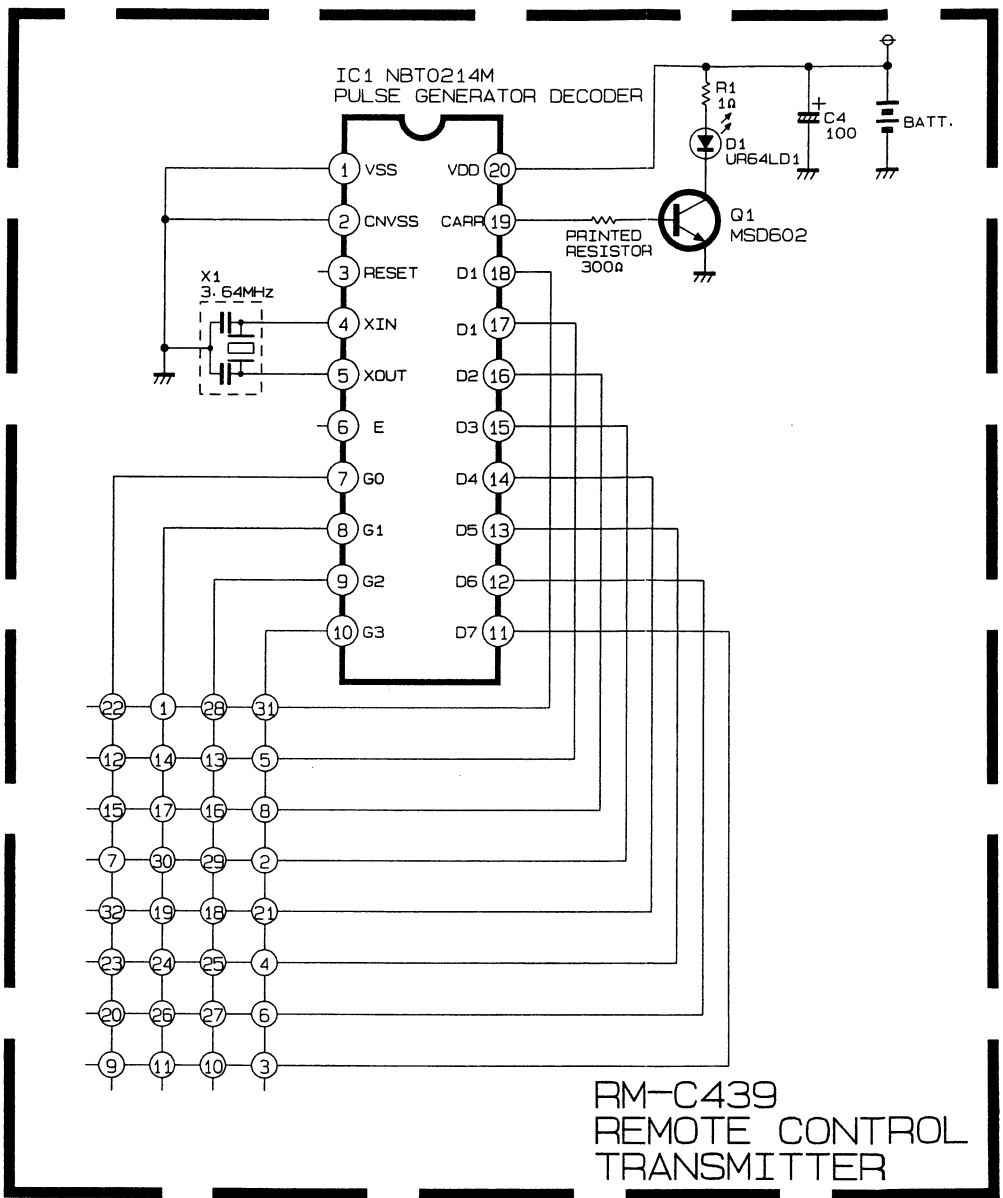 IC1 NBT0214M
PULSE GENERATOR DECODER
R1
1Ω
+
C4
100
BATT.
D1
UR64LD1
1 VSS
VDD 20
2 CNVSS
CARR 19
PRINTED
RESISTOR
300Ω
Q1
MSD602
3 RESET
D1 18
X1
3.64MHz
4 XIN
D1 17
5 XOUT
D2 16
6 E
D3 15
7 G0
D4 14
8 G1
D5 13
9 G2
D6 12
10 G3
D7 11
22 1 28 31
12 14 13 5
15 17 16 8
7 30 29 2
32 19 18 21
23 24 25 4
20 26 27 6
9 11 10 3
RM-C439
REMOTE CONTROL
TRANSMITTER